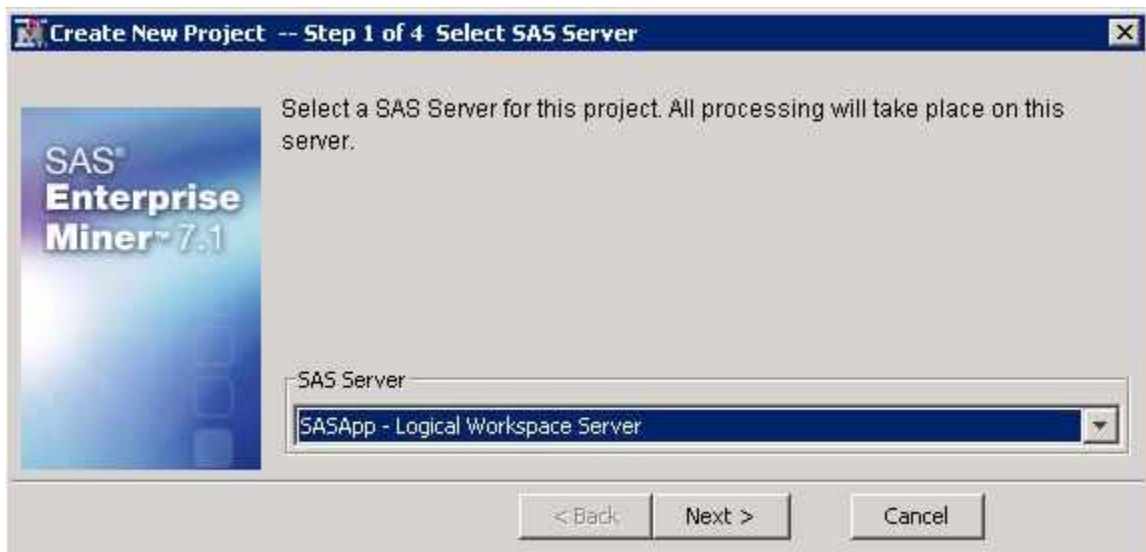 Create New Project -- Step 1 of 4 Select SAS Server
Select a SAS Server for this project. All processing will take place on this
server.
SAS®
Enterprise
Miner™ 7.1
SAS Server
SASApp - Logical Workspace Server
< Back
Next >
Cancel